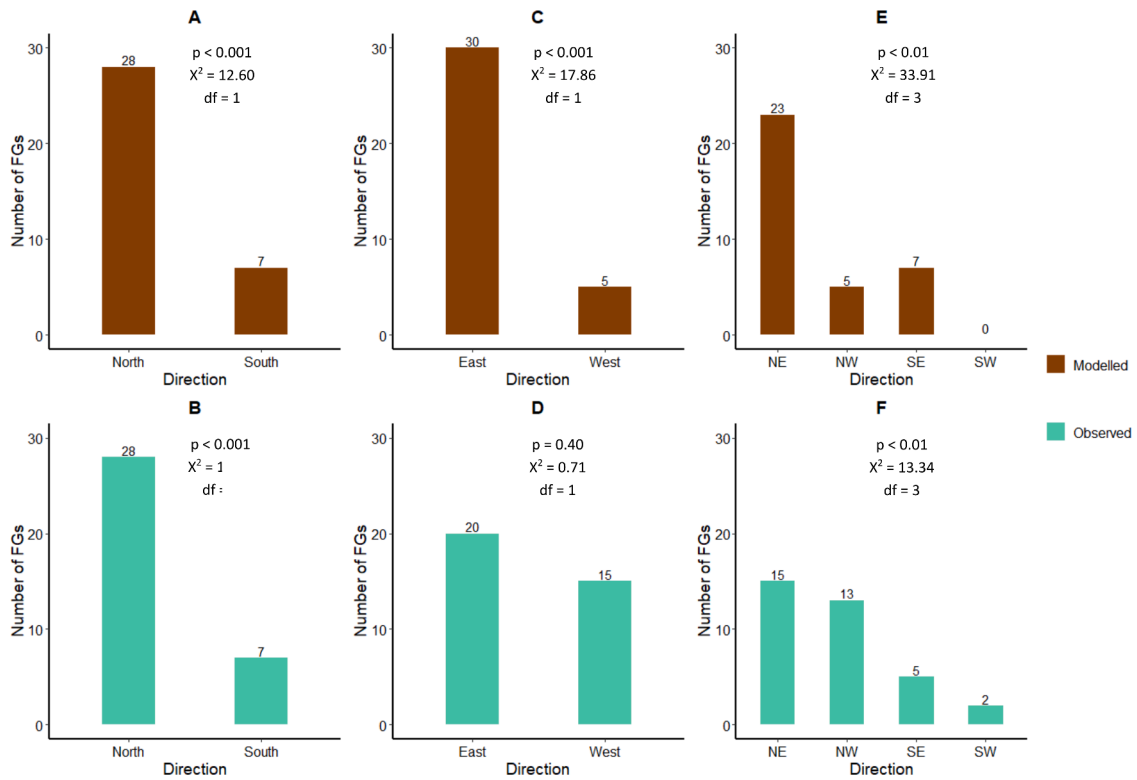 A
p < 0.001
X² = 12.60
df = 1
30
20
10
0
28
7
North
South
Direction
Number of FGs
C
p < 0.001
X² = 17.86
df = 1
30
20
10
0
30
5
East
West
Direction
Number of FGs
E
p < 0.01
X² = 33.91
df = 3
30
20
10
0
23
5
7
0
NE
NW
SE
SW
Direction
Number of FGs
Modelled
Observed
B
p < 0.001
X² = 1
df =
30
20
10
0
28
7
North
South
Direction
Number of FGs
D
p = 0.40
X² = 0.71
df = 1
30
20
10
0
20
15
East
West
Direction
Number of FGs
F
p < 0.01
X² = 13.34
df = 3
30
20
10
0
15
13
5
2
NE
NW
SE
SW
Direction
Number of FGs